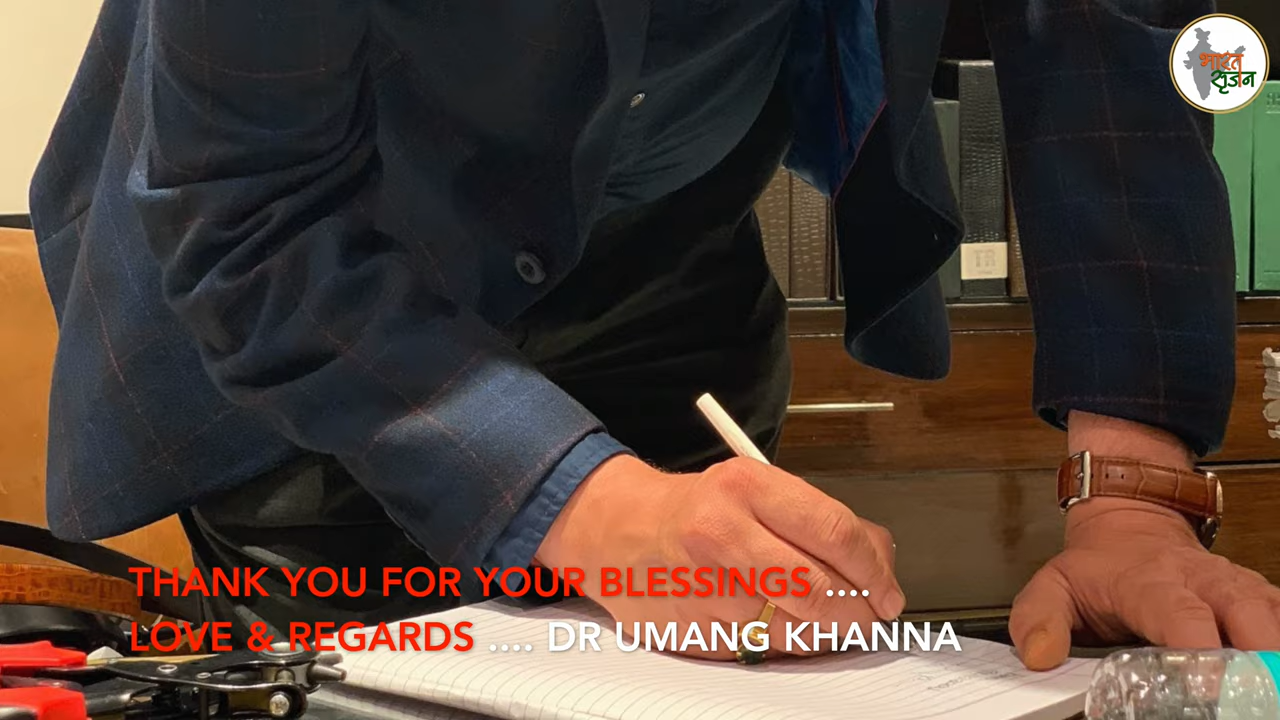 भारत
सृजन
THANK YOU FOR YOUR BLESSINGS ....
LOVE & REGARDS .... DR UMANG KHANNA